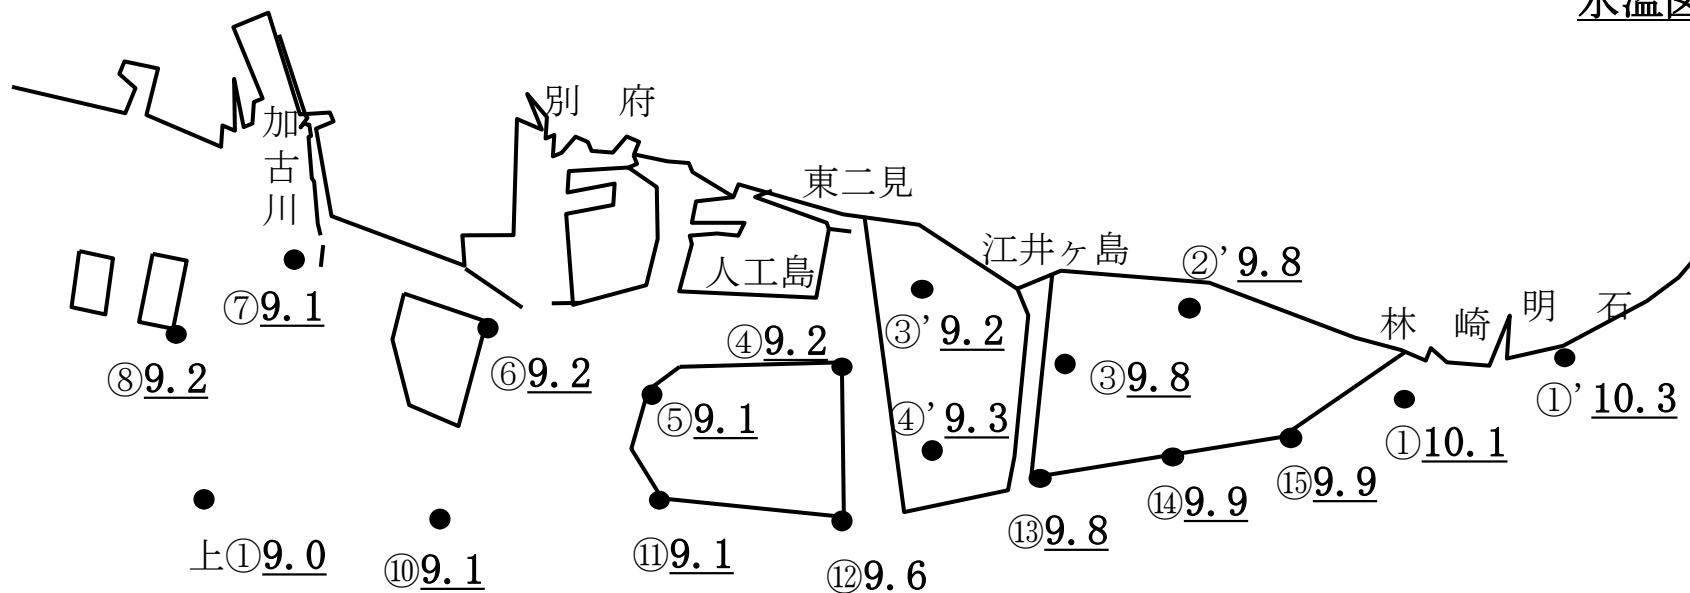 水温図
別　府
加古川
東二見
江井ヶ島
②’9.8
人工島
林　崎
明　石
⑦9.1
③’9.2
④9.2
⑧9.2
⑥9.2
③9.8
①’10.3
⑤9.1
④’9.3
①10.1
⑮9.9
⑭9.9
⑬9.8
上①9.0
⑩9.1
⑪9.1
⑫9.6